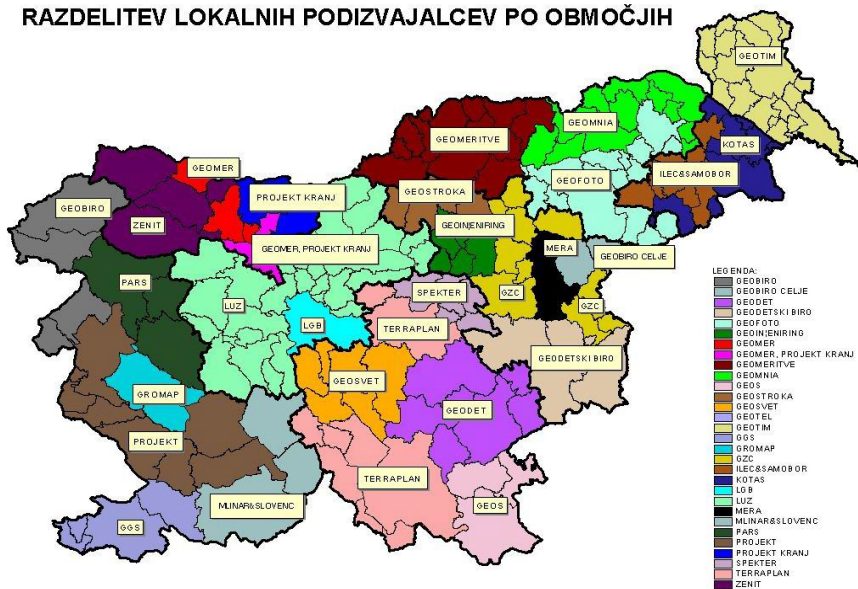 RAZDELITEV LOKALNIH PODIZVAJALCEV PO OBMOČJIH
GEOTIM
GEOMNIA
GEOMERITVE
KOTAS
GEOMER
ILEC&SAMOBOR
GEOFOTO
PROJEKT KRANJ
GEOSTROKA
GEOBIRO
ZENIT
GEOIN|ENIRING
GEOMER, PROJEKT KRANJ
MERA
GEOBIRO CELJE
PARS
SPEKTER
GZC
LUZ
GZC
LGB
TERRAPLAN
GEODETSKI BIRO
GEOSVET
GROMAP
GEODET
PROJEKT
TERRAPLAN
MLINAR&SLOVENC
GEOS
GGS
LEGENDA:
GEOBIRO
GEOBIRO CELJE
GEODET
GEODETSKI BIRO
GEOFOTO
GEOIN|ENIRING
GEOMER
GEOMER, PROJEKT KRANJ
GEOMERITVE
GEOMNIA
GEOS
GEOSTROKA
GEOSVET
GEOTEL
GEOTIM
GGS
GROMAP
GZC
ILEC&SAMOBOR
KOTAS
LGB
LUZ
MERA
MLINAR&SLOVENC
PARS
PROJEKT
PROJEKT KRANJ
SPEKTER
TERRAPLAN
ZENIT